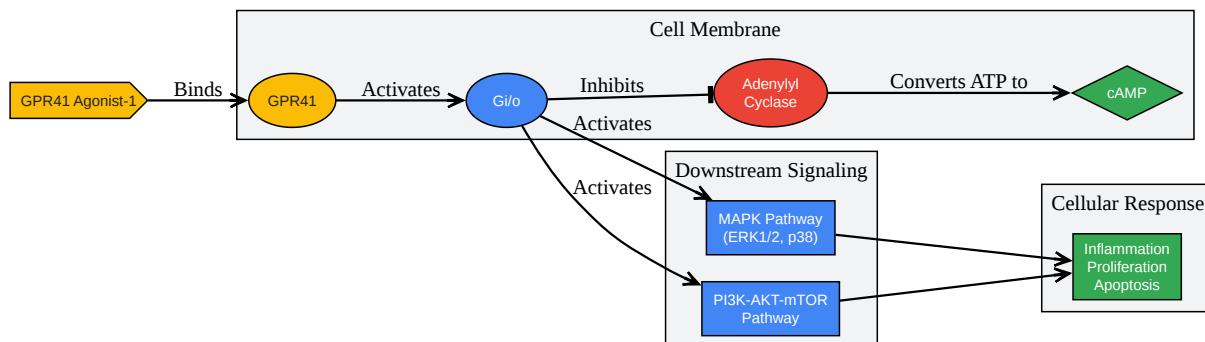 Cell Membrane
GPR41 Agonist-1
Binds
GPR41
Activates
Gi/o
Inhibits
Adenylyl
Cyclase
Converts ATP to
cAMP
Activates
Activates
Downstream Signaling
MAPK Pathway
(ERK1/2, p38)
PI3K-AKT-mTOR
Pathway
Cellular Response
Inflammation
Proliferation
Apoptosis